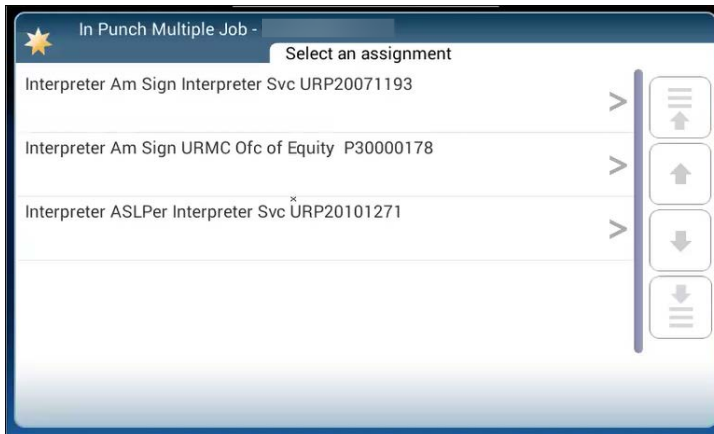 In Punch Multiple Job -
Select an assignment
Interpreter Am Sign Interpreter Svc URP20071193
Interpreter Am Sign URMC Ofc of Equity  P30000178
Interpreter ASLPer Interpreter Svc URP20101271